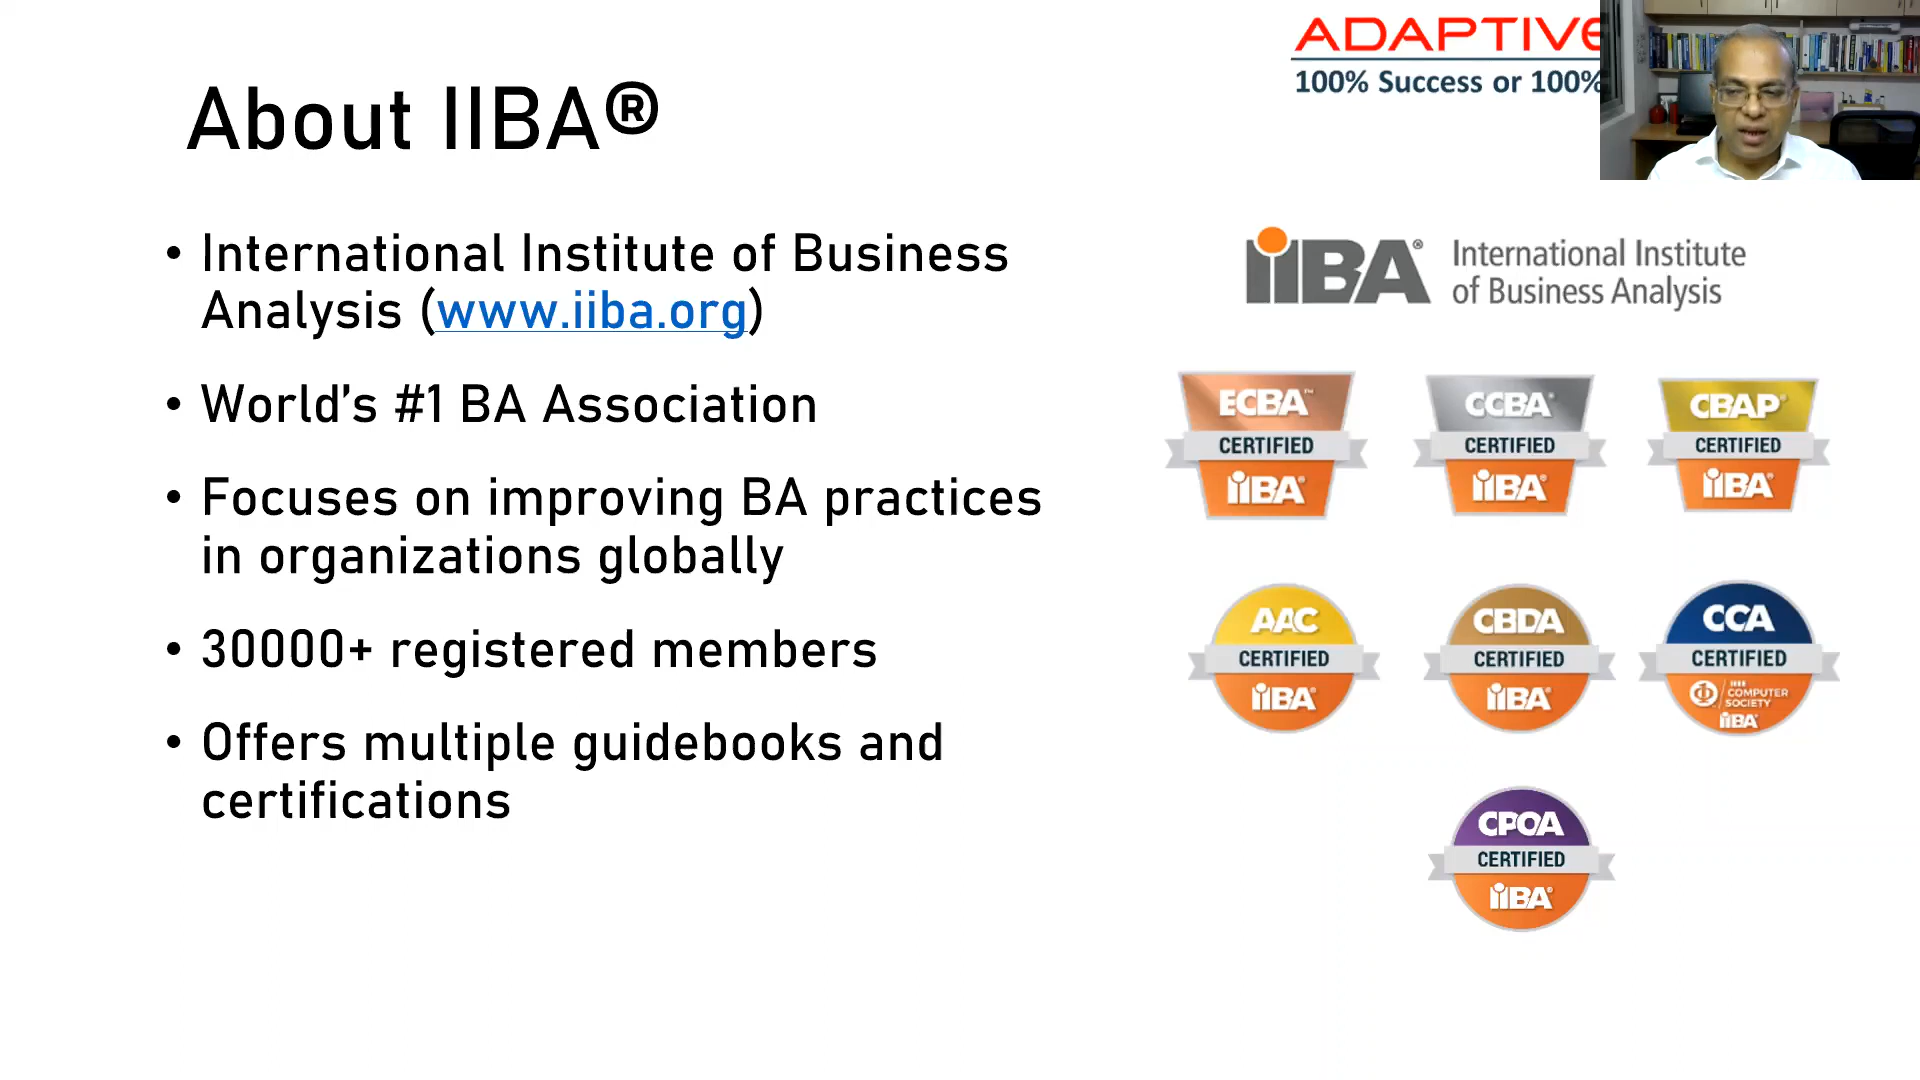 ADAPTIVE
100% Success or 100%
About IIBA®
• International Institute of Business
Analysis (www.iiba.org)
• World’s #1 BA Association
• Focuses on improving BA practices
in organizations globally
• 30000+ registered members
• Offers multiple guidebooks and
certifications
iiBA® International Institute
of Business Analysis
ECBA™
CERTIFIED
iiBA®
CCBA®
CERTIFIED
iiBA®
CBAP®
CERTIFIED
iiBA®
AAC
CERTIFIED
iiBA®
CBDA
CERTIFIED
iiBA®
CCA
CERTIFIED
IEEE
COMPUTER
SOCIETY
iiBA®
CPOA
CERTIFIED
iiBA®